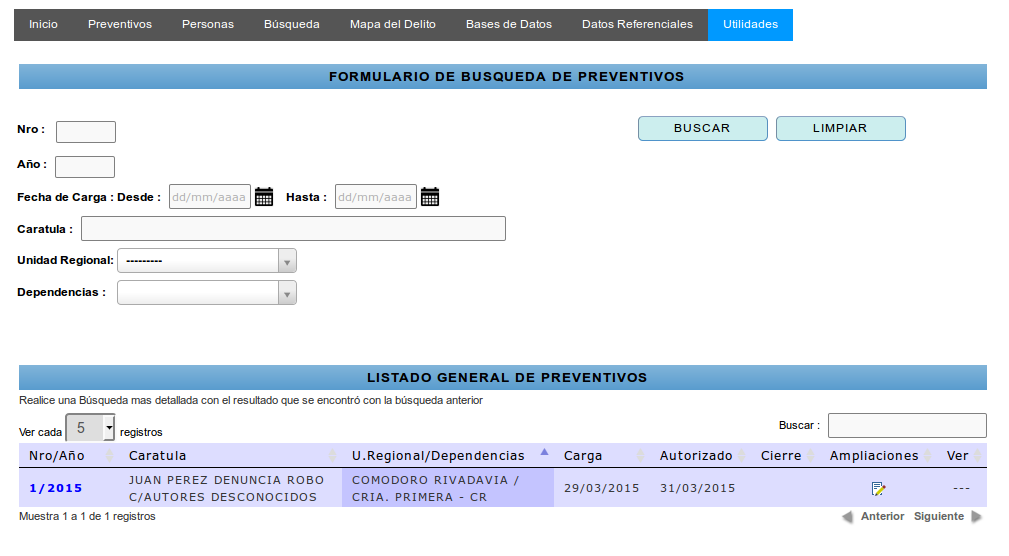 Inicio Preventivos Personas Búsqueda Mapa del Delito Bases de Datos Datos Referenciales Utilidades
FORMULARIO DE BUSQUEDA DE PREVENTIVOS
Nro :
BUSCAR LIMPIAR
Año :
Fecha de Carga : Desde : dd/mm/aaaa Hasta : dd/mm/aaaa
Caratula :
Unidad Regional: ---------
Dependencias :
LISTADO GENERAL DE PREVENTIVOS
Realice una Búsqueda mas detallada con el resultado que se encontró con la búsqueda anterior
Ver cada 5 registros Buscar :
Nro/Año Caratula U.Regional/Dependencias Carga Autorizado Cierre Ampliaciones Ver
JUAN PEREZ DENUNCIA ROBO COMODORO RIVADAVIA /
1/2015 29/03/2015 31/03/2015 ---
C/AUTORES DESCONOCIDOS CRIA. PRIMERA - CR
Muestra 1 a 1 de 1 registros Anterior Siguiente